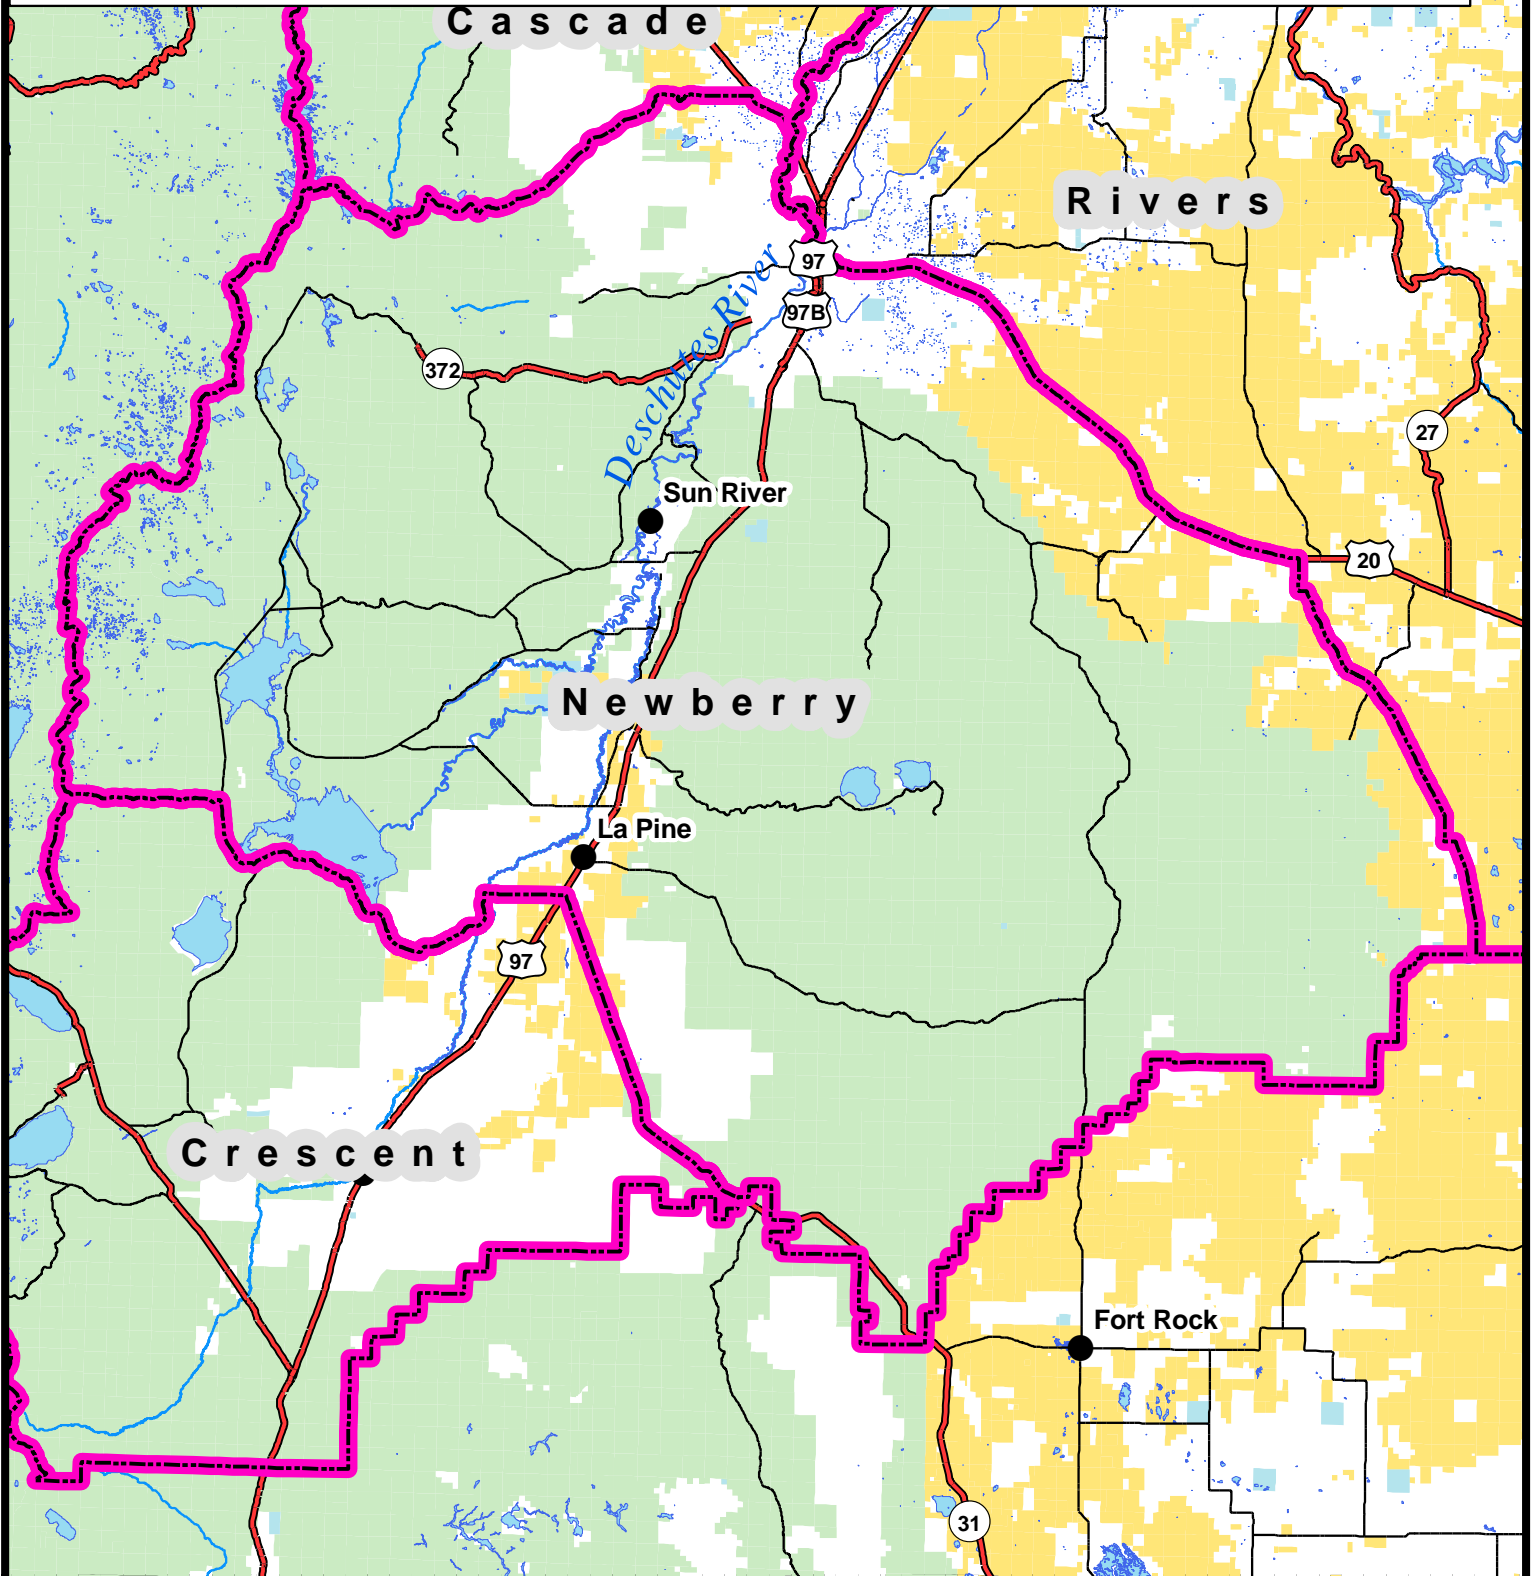 Cascade
Rivers
97
Deschutes River
97B
372
27
Sun River
20
Newberry
La Pine
97
Crescent
Fort Rock
31